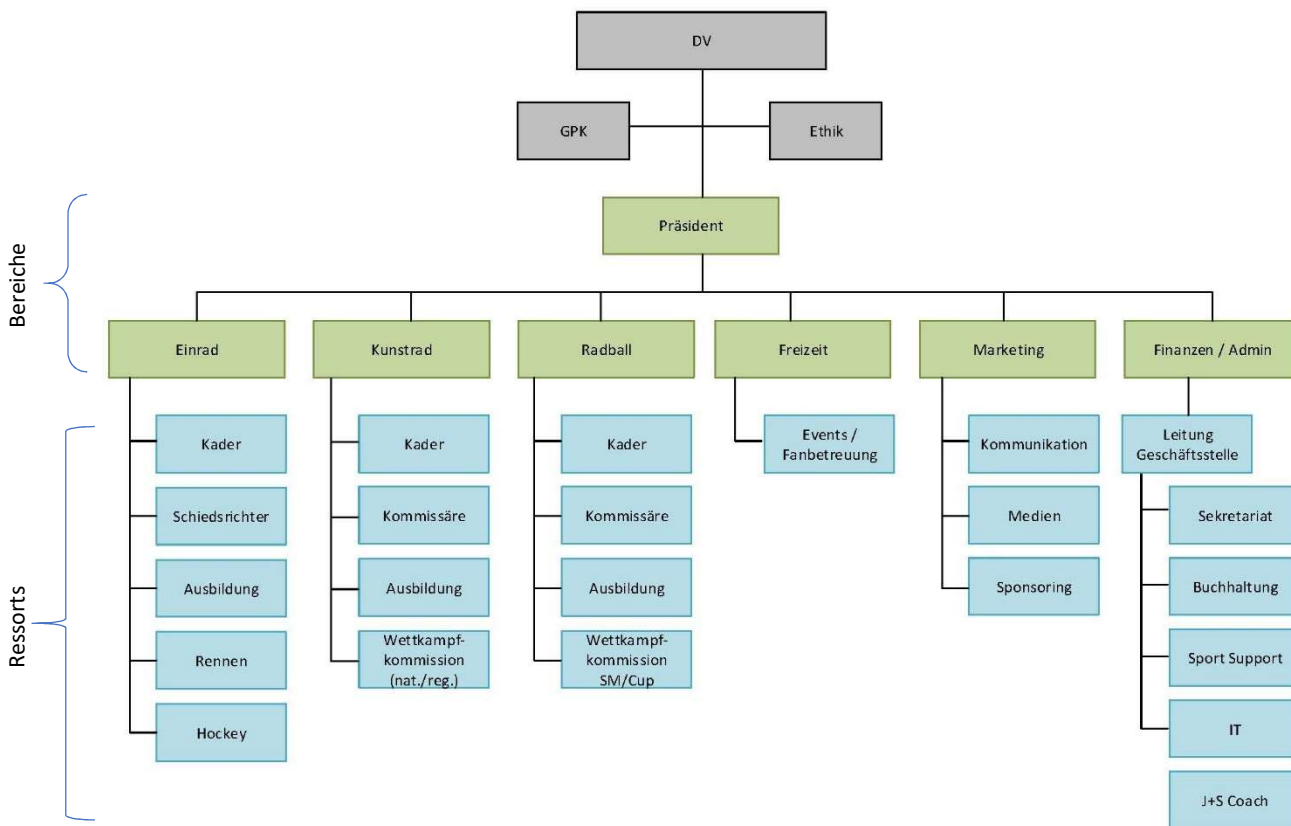 DV
GPK
Ethik
Präsident
Bereiche
Einrad
Kunstrad
Radball
Freizeit
Marketing
Finanzen / Admin
Ressorts
Kader
Schiedsrichter
Ausbildung
Rennen
Hockey
Kader
Kommissäre
Ausbildung
Wettkampf-
kommission
(nat./reg.)
Kader
Kommissäre
Ausbildung
Wettkampf-
kommission
SM/Cup
Events /
Fanbetreuung
Kommunikation
Medien
Sponsoring
Leitung
Geschäftsstelle
Sekretariat
Buchhaltung
Sport Support
IT
J+S Coach